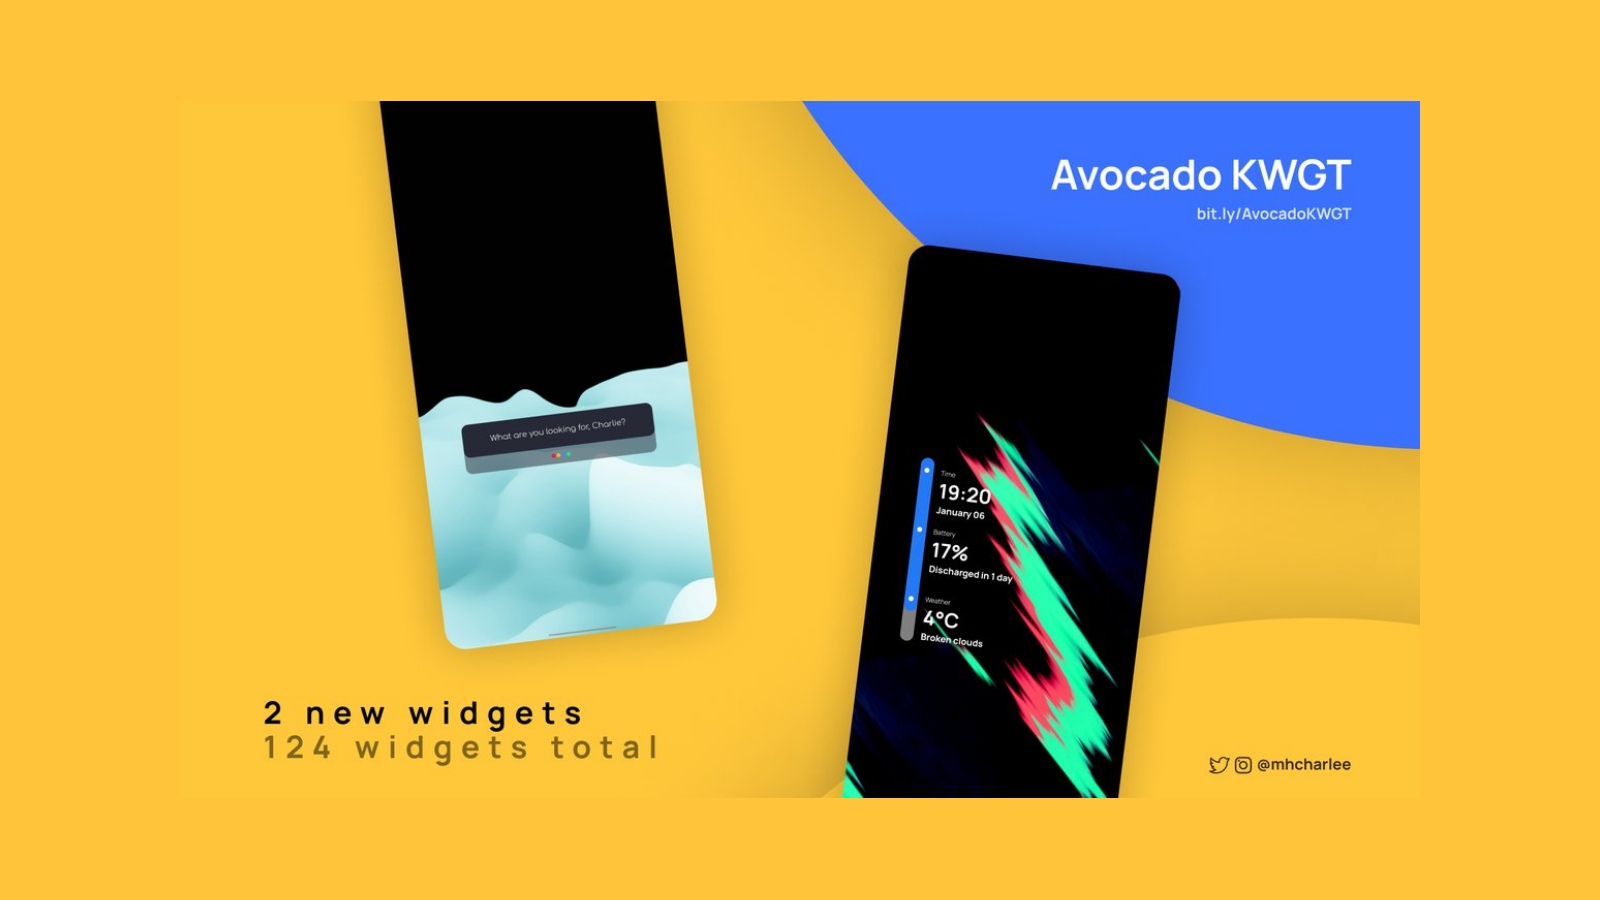 Avocado KWGT
bit.ly/AvocadoKWGT
What are you looking for, Charlie?
Time
19:20
January 06
Battery
17%
Discharged in 1 day
Weather
4°C
Broken clouds
2 new widgets
124 widgets total
@mhcharlee